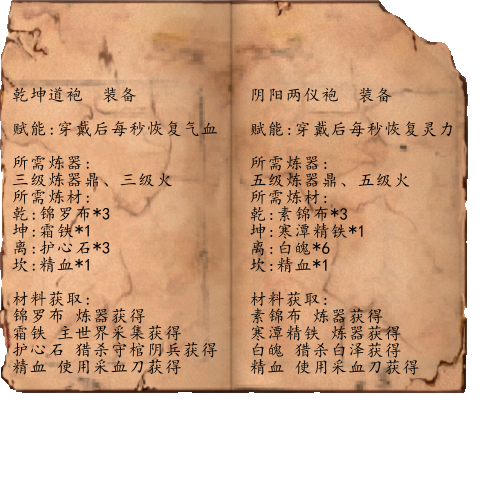 乾坤道袍 装备
赋能:穿戴后每秒恢复气血
所需炼器:
三级炼器鼎、三级火
所需炼材:
乾:锦罗布*3
坤:霜铁*1
离:护心石*3
坎:精血*1
材料获取:
锦罗布 炼器获得
霜铁 主世界采集获得
护心石 猎杀守棺阴兵获得
精血 使用采血刀获得
阴阳两仪袍 装备
赋能:穿戴后每秒恢复灵力
所需炼器:
五级炼器鼎、五级火
所需炼材:
乾:素锦布*3
坤:寒潭精铁*1
离:白魄*6
坎:精血*1
材料获取:
素锦布 炼器获得
寒潭精铁 炼器获得
白魄 猎杀白泽获得
精血 使用采血刀获得